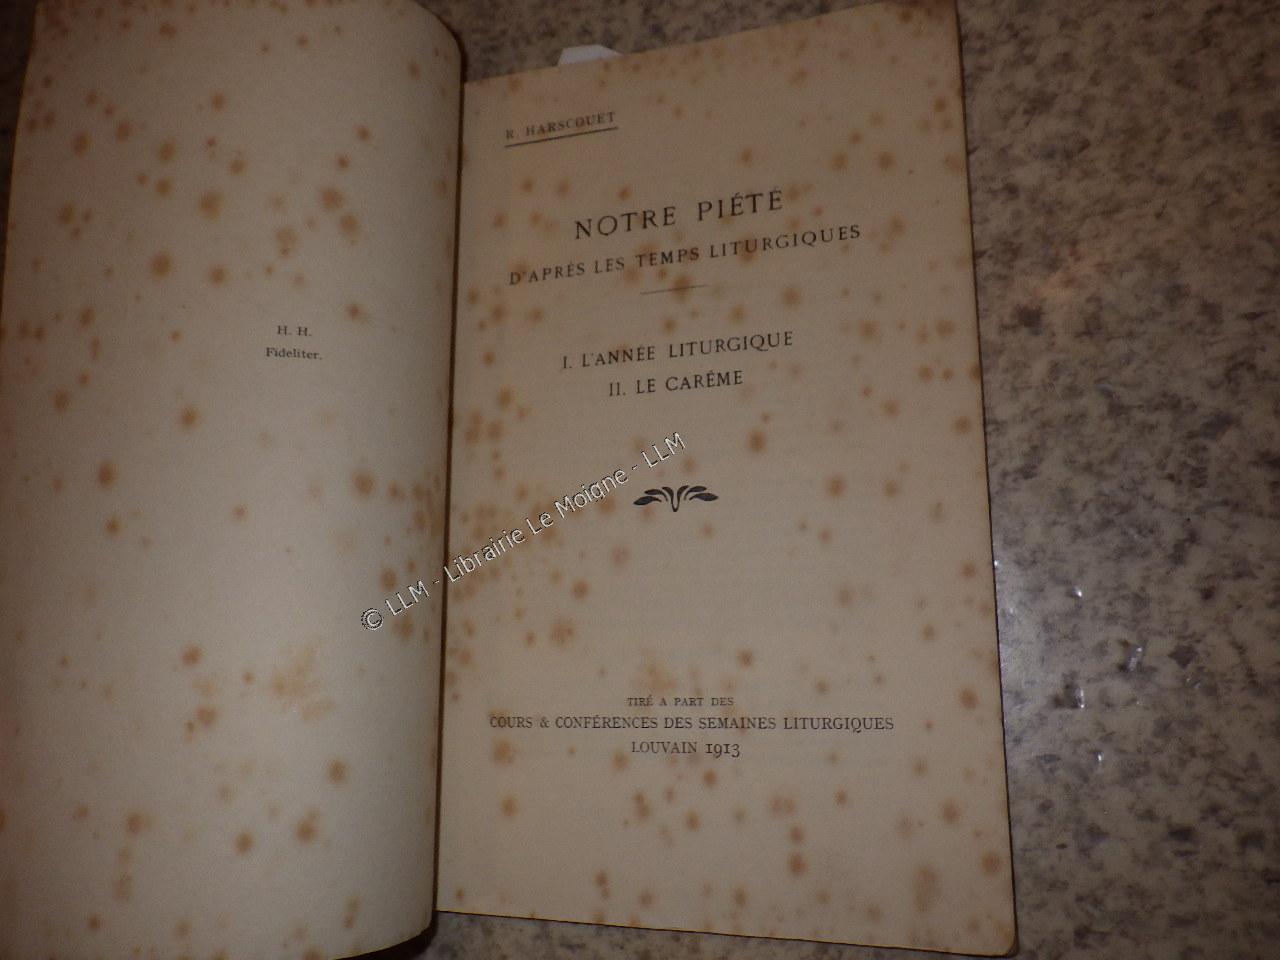 H. H.
Fideliter.
R. HARSCOUET
NOTRE PIÉTÉ
D'APRÈS LES TEMPS LITURGIQUES
I. L'ANNÉE LITURGIQUE
II. LE CARÊME
© LLM - Librairie Le Moigne - LLM
TIRÉ A PART DES
COURS & CONFÉRENCES DES SEMAINES LITURGIQUES
LOUVAIN 1913